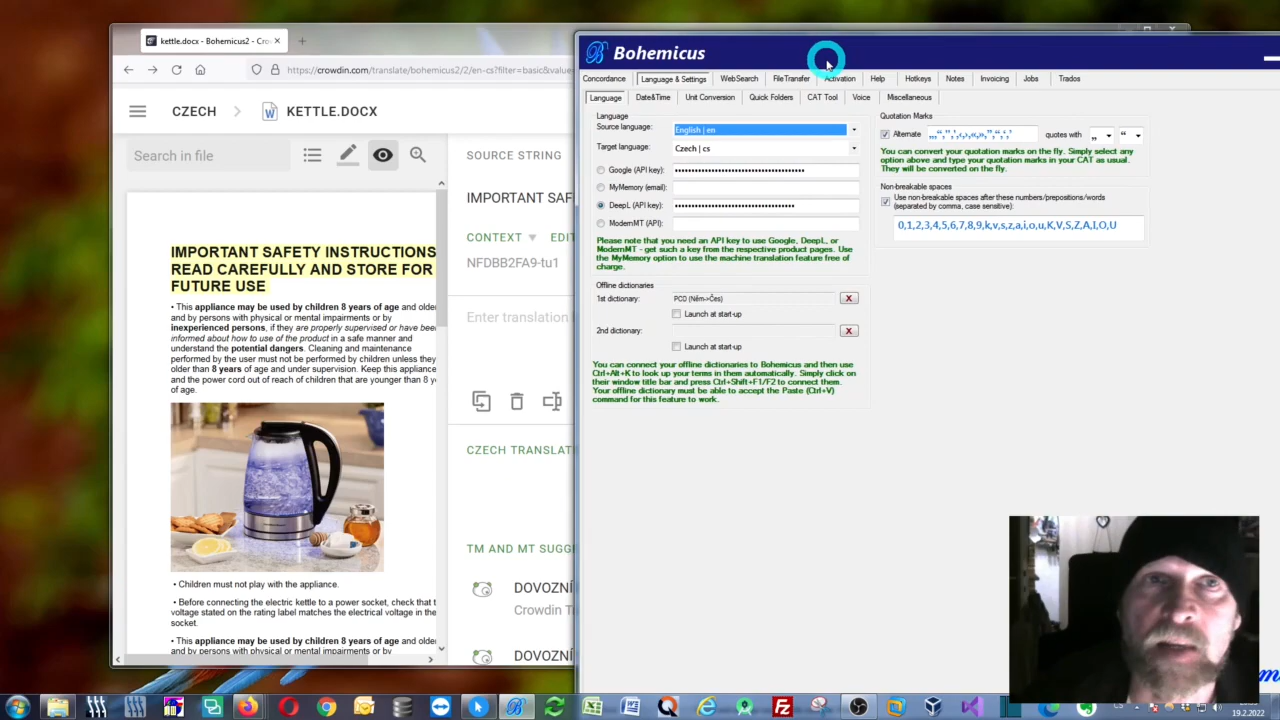 kettle.docx - Bohemicus2 - Cro
https://crowdin.com/translate/bohemicus2/2/en-cs?filter=basic&value=
CZECH
KETTLE.DOCX
Search in file
IMPORTANT SAFETY INSTRUCTIONS
READ CAREFULLY AND STORE FOR
FUTURE USE
• This appliance may be used by children 8 years of age and older
and by persons with physical or mental impairments or by
inexperienced persons, if they are properly supervised or have been
informed about how to use of the product in a safe manner and
understand the potential dangers. Cleaning and maintenance
performed by the user must not be performed by children unless they
older than 8 years of age and under supervision. Keep this appliance
and the power cord out of reach of children that are younger than 8 y
of age.
• Children must not play with the appliance.
• Before connecting the electric kettle to a power socket, check that t
voltage stated on the rating label matches the electrical voltage in the
socket.
• This appliance may be used by children 8 years of age and older
and by persons with physical or mental impairments or by
SOURCE STRING
IMPORTANT SAF
CONTEXT
EDIT
NFDBB2FA9-tu1
Enter translation
CZECH TRANSLAT
TM AND MT SUGG
DOVOZNÍ
Crowdin T
DOVOZNÍ
Bohemicus
Concordance
Language & Settings
WebSearch
FileTransfer
Activation
Help
Hotkeys
Notes
Invoicing
Jobs
Trados
Language
Date&Time
Unit Conversion
Quick Folders
CAT Tool
Voice
Miscellaneous
Language
Source language:
English | en
Target language:
Czech | cs
Google (API key):
MyMemory (email):
DeepL (API key):
ModernMT (API):
Please note that you need an API key to use Google, DeepL, or
ModernMT - get such a key from the respective product pages. Use
the MyMemory option to use the machine translation feature free of
charge.
Offline dictionaries
1st dictionary:
PCO (Něm->Čes)
X
Launch at start-up
2nd dictionary:
X
Launch at start-up
You can connect your offline dictionaries to Bohemicus and then use
Ctrl+Alt+K to look up your terms in them automatically. Simply click on
their window title bar and press Ctrl+Shift+F1/F2 to connect them.
Your offline dictionary must be able to accept the Paste (Ctrl+V)
command for this feature to work.
Quotation Marks
Alternate
quotes with
„
“
You can convert your quotation marks on the fly. Simply select any
option above and type your quotation marks in your CAT as usual.
They will be converted on the fly.
Non-breakable spaces
Use non-breakable spaces after these numbers/prepositions/words
(separated by comma, case sensitive):
0,1,2,3,4,5,6,7,8,9,k,v,s,z,a,i,o,u,K,V,S,Z,A,I,O,U
CS
19.2.2022